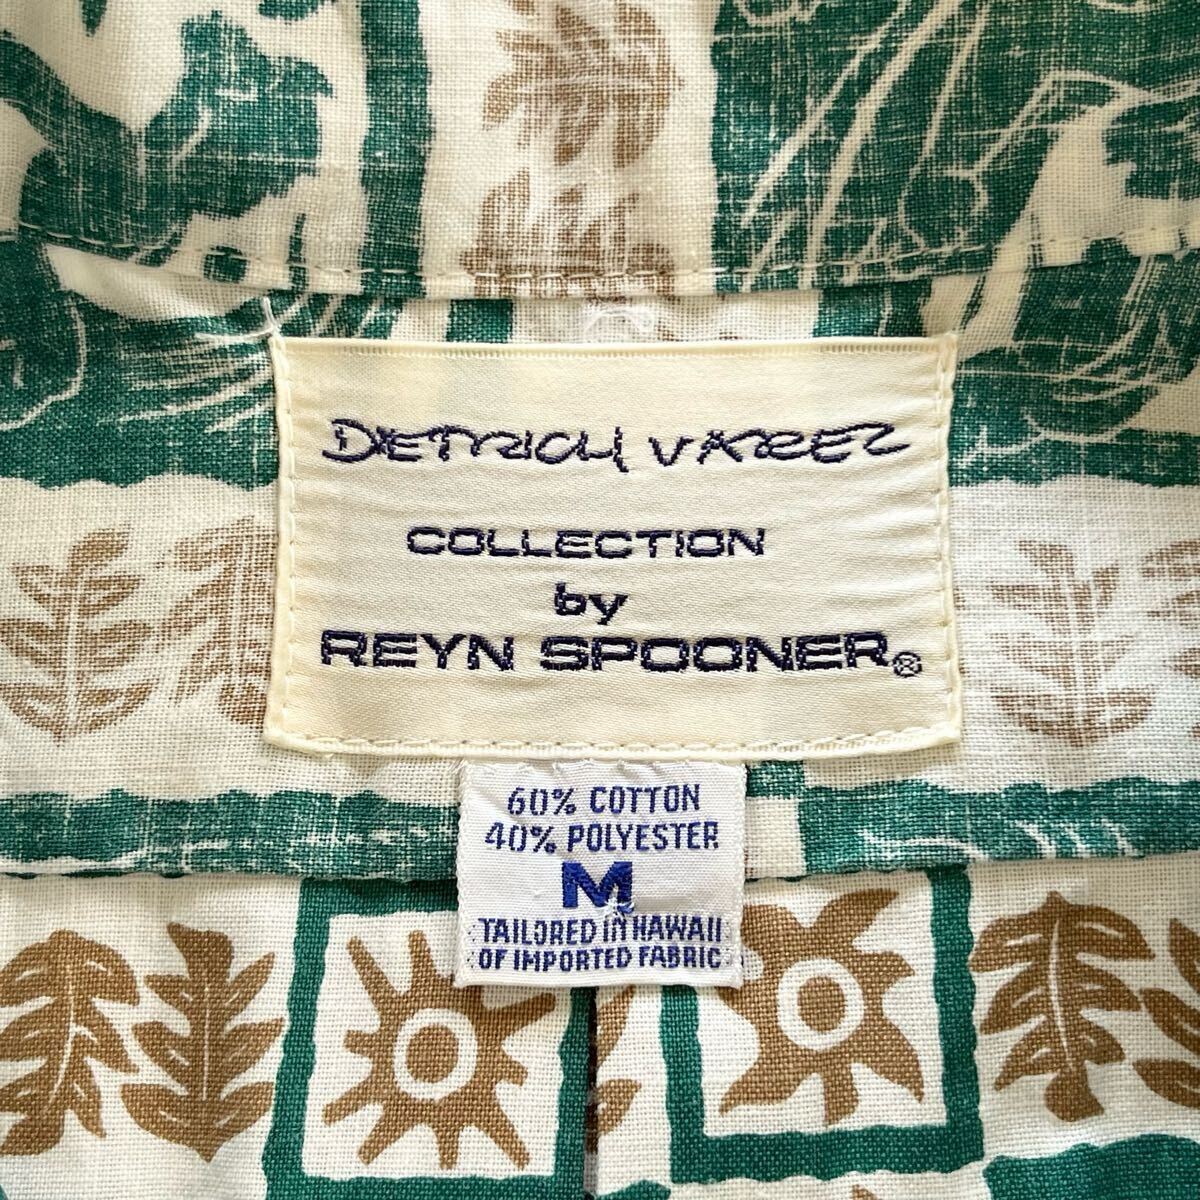 DIETRICH VAREZ
COLLECTION
by
REYN SPOONER®
60% COTTON
40% POLYESTER
M
TAILORED IN HAWAII
OF IMPORTED FABRIC